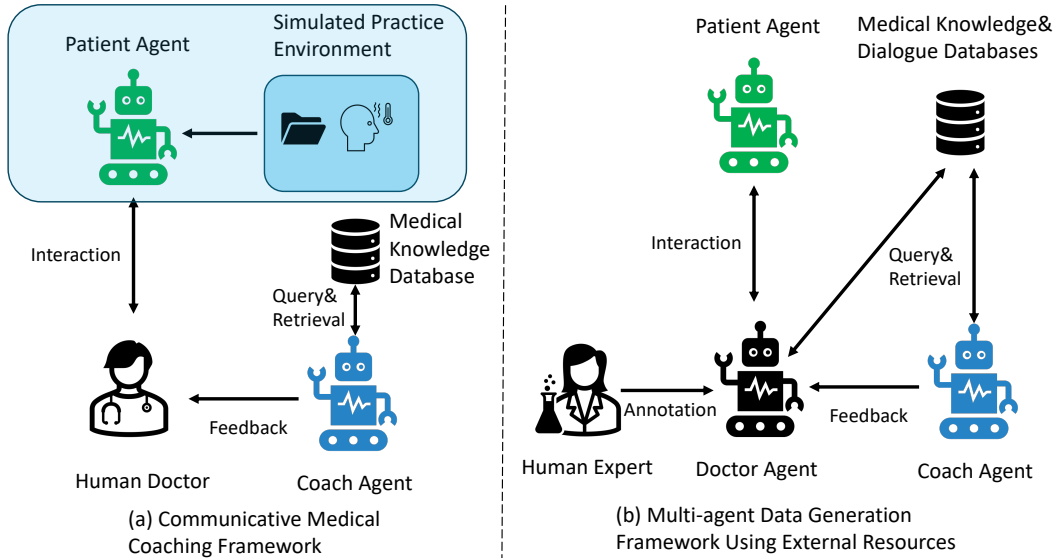 Patient Agent
Simulated Practice
Environment
Interaction
Medical
Knowledge
Database
Query&
Retrieval
Feedback
Human Doctor
Coach Agent
(a) Communicative Medical
Coaching Framework
Patient Agent
Medical Knowledge&
Dialogue Databases
Interaction
Query&
Retrieval
Annotation
Feedback
Human Expert
Doctor Agent
Coach Agent
(b) Multi-agent Data Generation
Framework Using External Resources